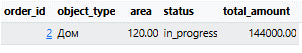 order_id object_type area status total_amount
2 Дом 120.00 in_progress 144000.00